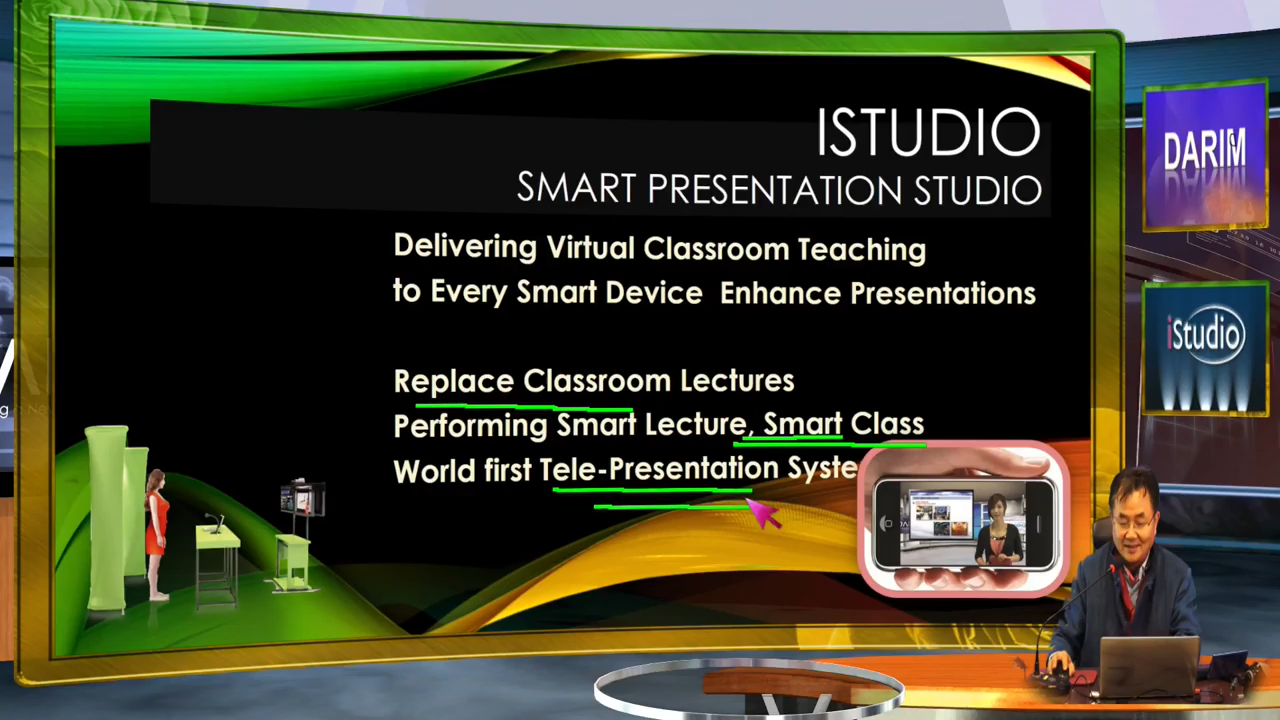 ISTUDIO
SMART PRESENTATION STUDIO
Delivering Virtual Classroom Teaching
to Every Smart Device Enhance Presentations
Replace Classroom Lectures
Performing Smart Lecture, Smart Class
World first Tele-Presentation Syste
DARIM
iStudio